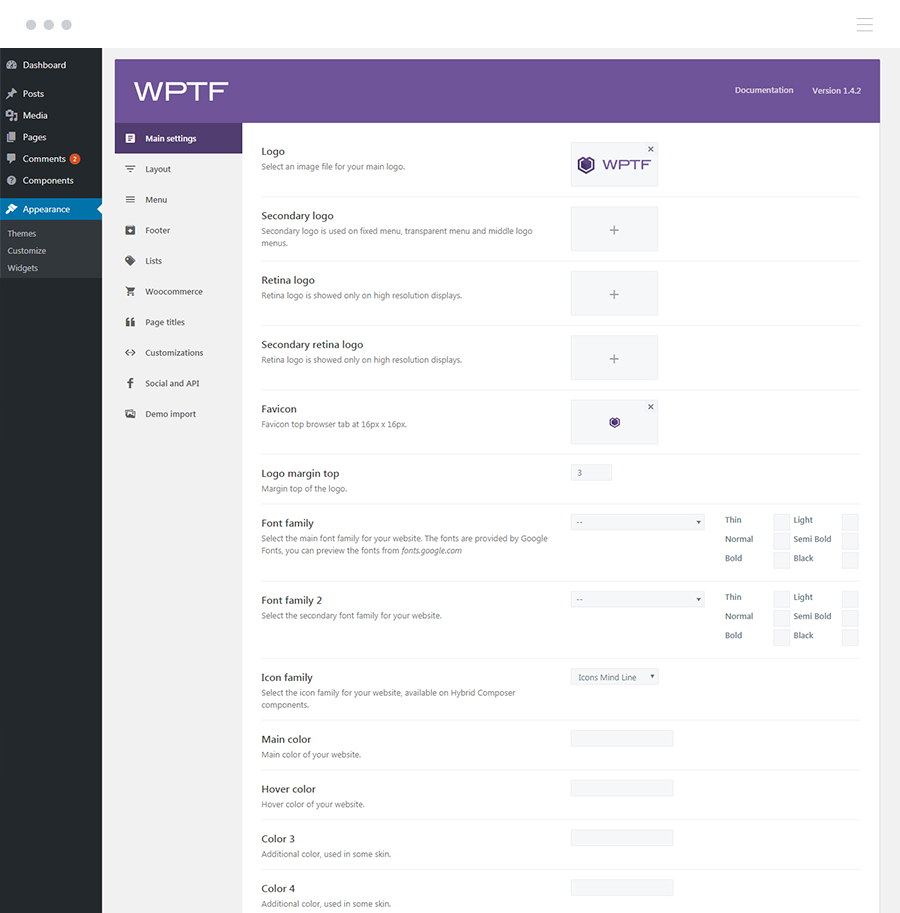 Dashboard
Posts
Media
Pages
Comments 2
Components
Appearance
Themes
Customize
Widgets
WPTF
Documentation
Version 1.4.2
Main settings
Layout
Menu
Footer
Lists
Woocommerce
Page titles
Customizations
Social and API
Demo import
Logo
Select an image file for your main logo.
WPTF
Secondary logo
Secondary logo is used on fixed menu, transparent menu and middle logo
menus.
Retina logo
Retina logo is showed only on high resolution displays.
Secondary retina logo
Retina logo is showed only on high resolution displays.
Favicon
Favicon top browser tab at 16px x 16px.
Logo margin top
Margin top of the logo.
3
Font family
Select the main font family for your website. The fonts are provided by Google
Fonts, you can preview the fonts from fonts.google.com
--
Thin Light
Normal Semi Bold
Bold Black
Font family 2
Select the secondary font family for your website.
--
Thin Light
Normal Semi Bold
Bold Black
Icon family
Select the icon family for your website, available on Hybrid Composer
components.
Icons Mind Line
Main color
Main color of your website.
Hover color
Hover color of your website.
Color 3
Additional color, used in some skin.
Color 4
Additional color, used in some skin.